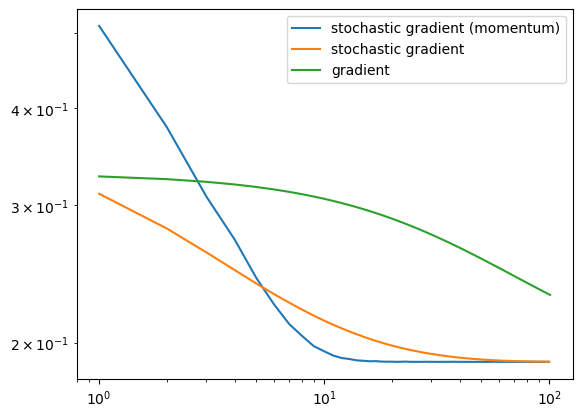 stochastic gradient (momentum)
stochastic gradient
gradient
4 × 10⁻¹
3 × 10⁻¹
2 × 10⁻¹
10⁰
10¹
10²